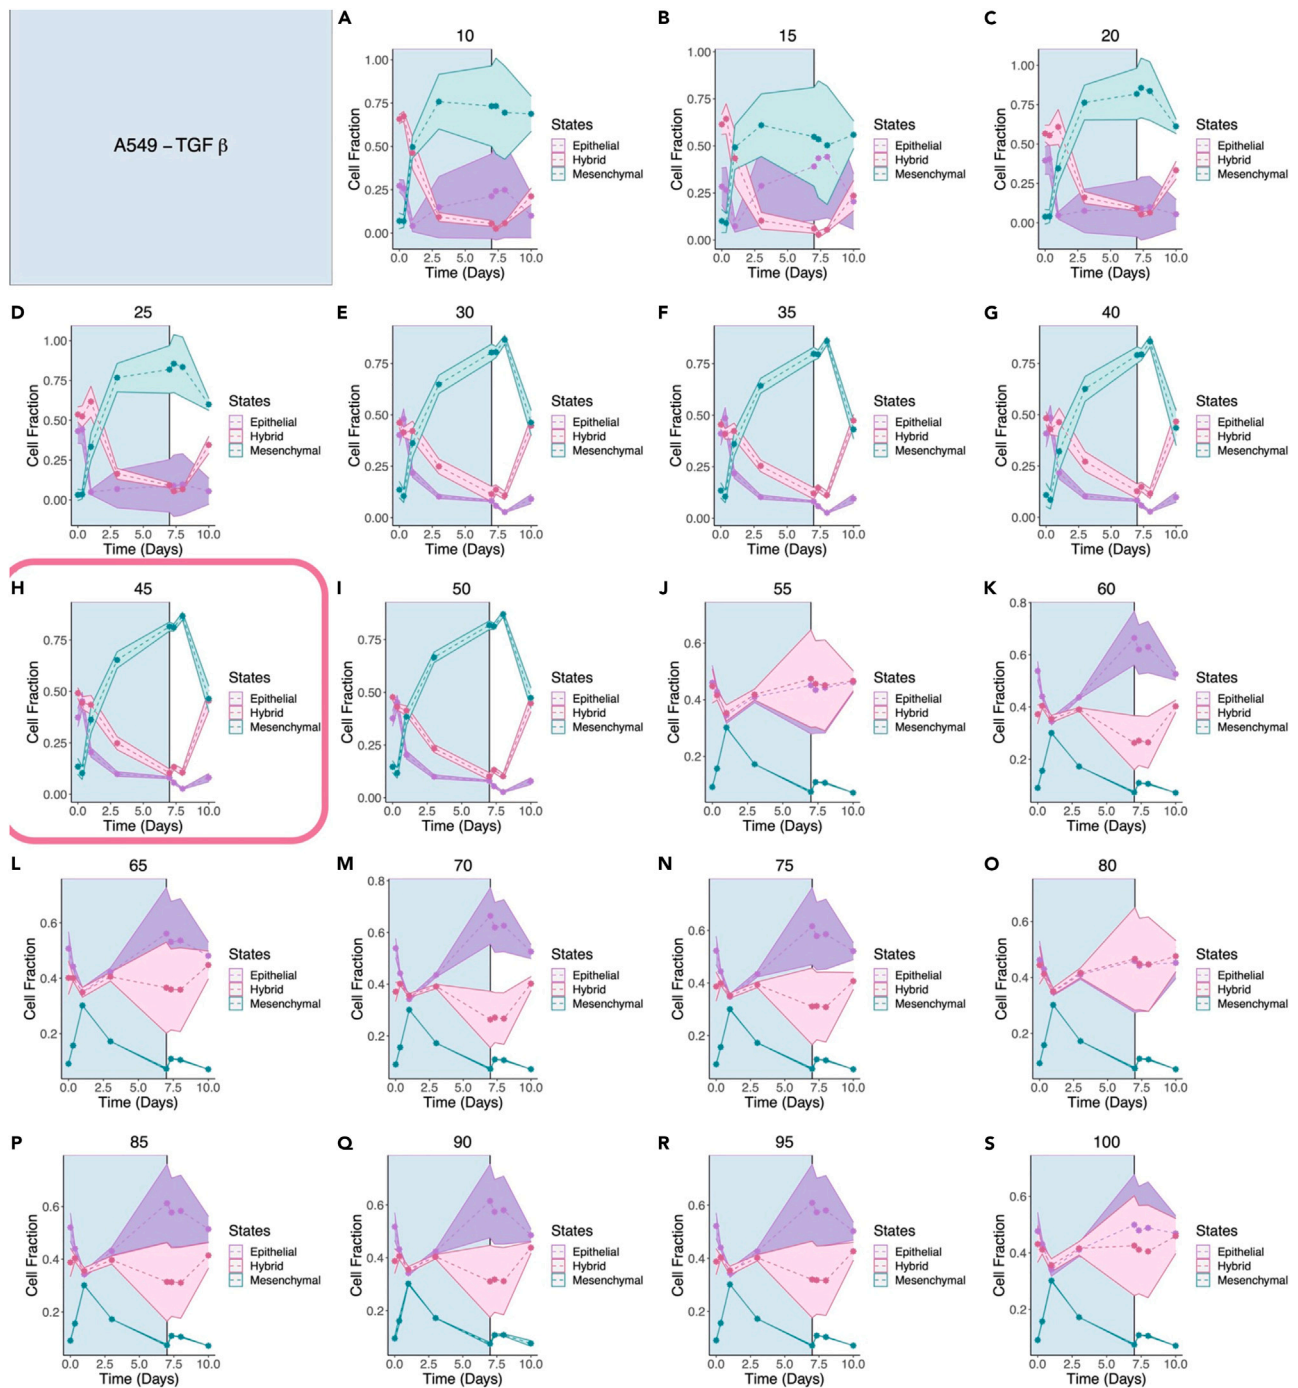 A549 – TGF β
A
10
Cell Fraction
1.00
0.75
0.50
0.25
0.00
0.0 2.5 5.0 7.5 10.0
Time (Days)
States
Epithelial
Hybrid
Mesenchymal
B
15
Cell Fraction
1.00
0.75
0.50
0.25
0.00
0.0 2.5 5.0 7.5 10.0
Time (Days)
States
Epithelial
Hybrid
Mesenchymal
C
20
Cell Fraction
1.00
0.75
0.50
0.25
0.00
0.0 2.5 5.0 7.5 10.0
Time (Days)
States
Epithelial
Hybrid
Mesenchymal
D
25
Cell Fraction
1.00
0.75
0.50
0.25
0.00
0.0 2.5 5.0 7.5 10.0
Time (Days)
States
Epithelial
Hybrid
Mesenchymal
E
30
Cell Fraction
0.75
0.50
0.25
0.00
0.0 2.5 5.0 7.5 10.0
Time (Days)
States
Epithelial
Hybrid
Mesenchymal
F
35
Cell Fraction
0.75
0.50
0.25
0.00
0.0 2.5 5.0 7.5 10.0
Time (Days)
States
Epithelial
Hybrid
Mesenchymal
G
40
Cell Fraction
0.75
0.50
0.25
0.00
0.0 2.5 5.0 7.5 10.0
Time (Days)
States
Epithelial
Hybrid
Mesenchymal
H
45
Cell Fraction
0.75
0.50
0.25
0.00
0.0 2.5 5.0 7.5 10.0
Time (Days)
States
Epithelial
Hybrid
Mesenchymal
I
50
Cell Fraction
0.75
0.50
0.25
0.00
0.0 2.5 5.0 7.5 10.0
Time (Days)
States
Epithelial
Hybrid
Mesenchymal
J
55
Cell Fraction
0.6
0.4
0.2
0.0 2.5 5.0 7.5 10.0
Time (Days)
States
Epithelial
Hybrid
Mesenchymal
K
60
Cell Fraction
0.8
0.6
0.4
0.2
0.0 2.5 5.0 7.5 10.0
Time (Days)
States
Epithelial
Hybrid
Mesenchymal
L
65
Cell Fraction
0.6
0.4
0.2
0.0 2.5 5.0 7.5 10.0
Time (Days)
States
Epithelial
Hybrid
Mesenchymal
M
70
Cell Fraction
0.8
0.6
0.4
0.2
0.0 2.5 5.0 7.5 10.0
Time (Days)
States
Epithelial
Hybrid
Mesenchymal
N
75
Cell Fraction
0.6
0.4
0.2
0.0 2.5 5.0 7.5 10.0
Time (Days)
States
Epithelial
Hybrid
Mesenchymal
O
80
Cell Fraction
0.6
0.4
0.2
0.0 2.5 5.0 7.5 10.0
Time (Days)
States
Epithelial
Hybrid
Mesenchymal
P
85
Cell Fraction
0.6
0.4
0.2
0.0 2.5 5.0 7.5 10.0
Time (Days)
States
Epithelial
Hybrid
Mesenchymal
Q
90
Cell Fraction
0.6
0.4
0.2
0.0 2.5 5.0 7.5 10.0
Time (Days)
States
Epithelial
Hybrid
Mesenchymal
R
95
Cell Fraction
0.6
0.4
0.2
0.0 2.5 5.0 7.5 10.0
Time (Days)
States
Epithelial
Hybrid
Mesenchymal
S
100
Cell Fraction
0.6
0.4
0.2
0.0 2.5 5.0 7.5 10.0
Time (Days)
States
Epithelial
Hybrid
Mesenchymal